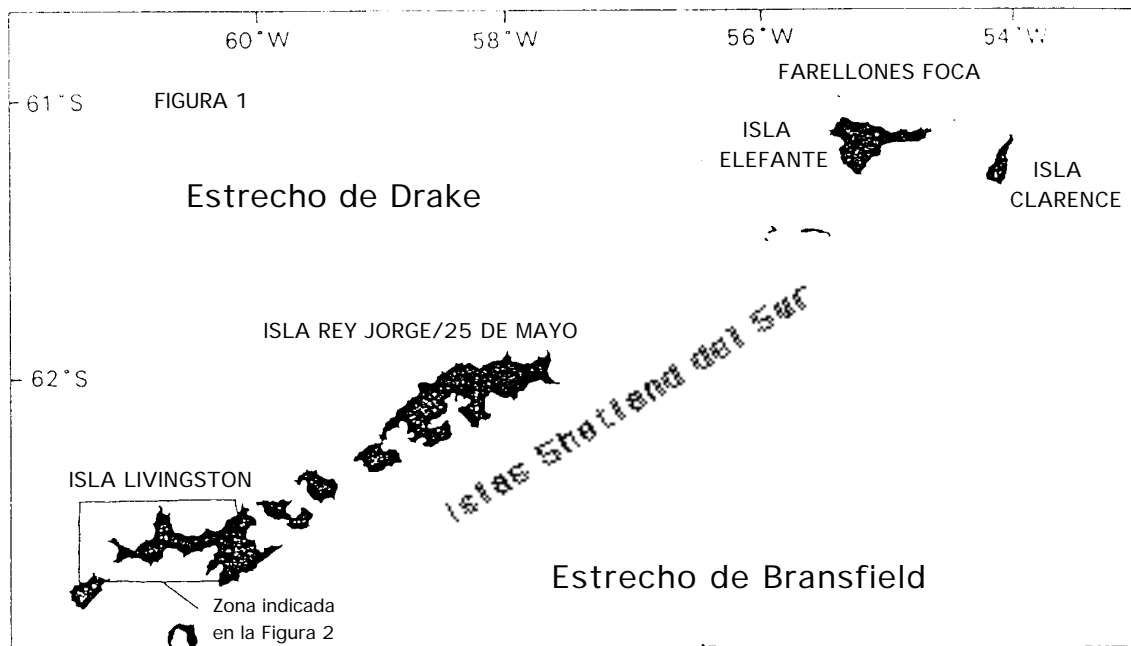 60°W 58°W 56°W 54°W
FARELLONES FOCA
61°S
FIGURA 1
ISLA
ELEFANTE
ISLA
CLARENCE
Estrecho de Drake
ISLA REY JORGE/25 DE MAYO
62°S
Islas Shetland del Sur
ISLA LIVINGSTON
Estrecho de Bransfield
Zona indicada
en la Figura 2